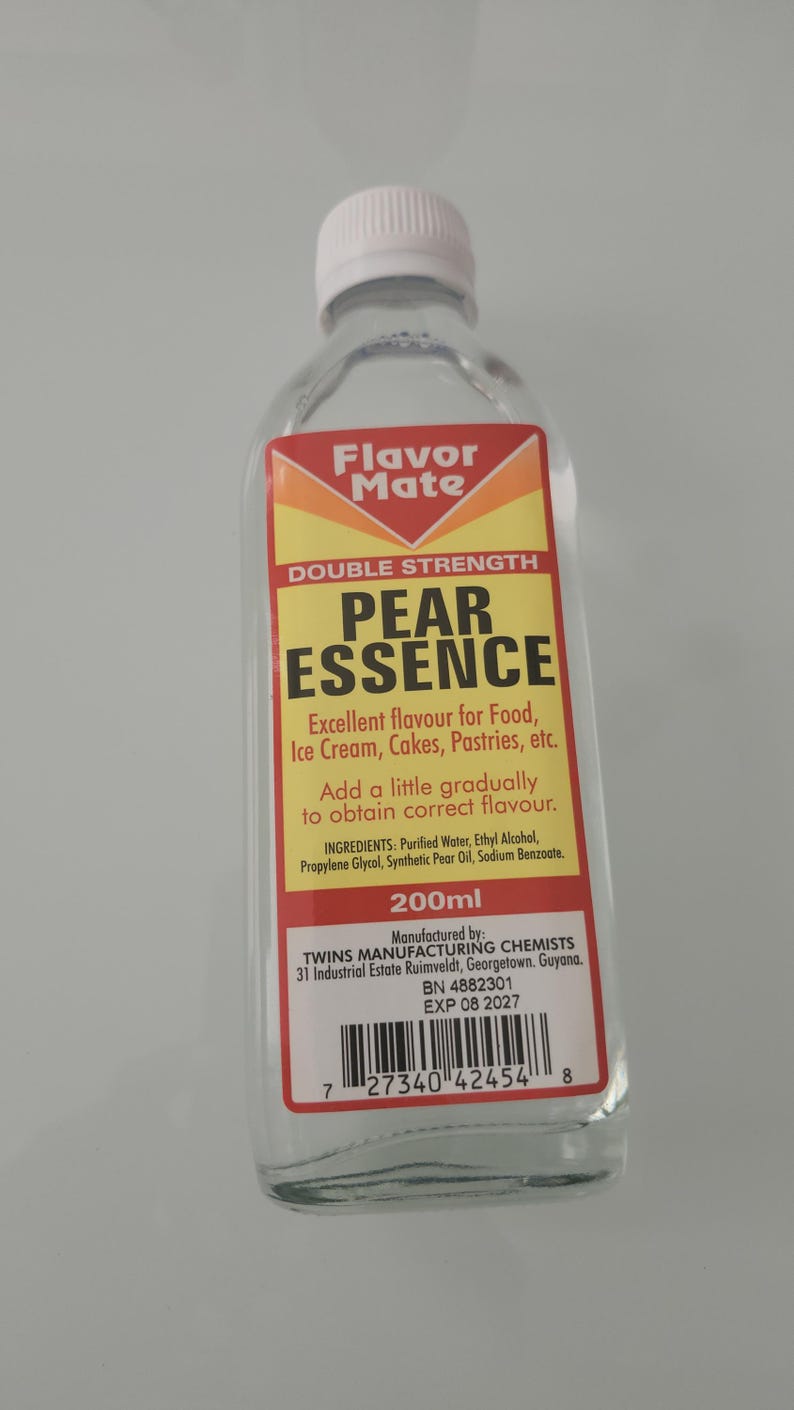 Flavor
Mate
DOUBLE STRENGTH
PEAR
ESSENCE
Excellent flavour for Food,
Ice Cream, Cakes, Pastries, etc.
Add a little gradually
to obtain correct flavour.
INGREDIENTS: Purified Water, Ethyl Alcohol,
Propylene Glycol, Synthetic Pear Oil, Sodium Benzoate.
200ml
Manufactured by:
TWINS MANUFACTURING CHEMISTS
31 Industrial Estate Ruimveldt, Georgetown. Guyana.
BN 4882301
EXP 08 2027
7 27340 42454 8